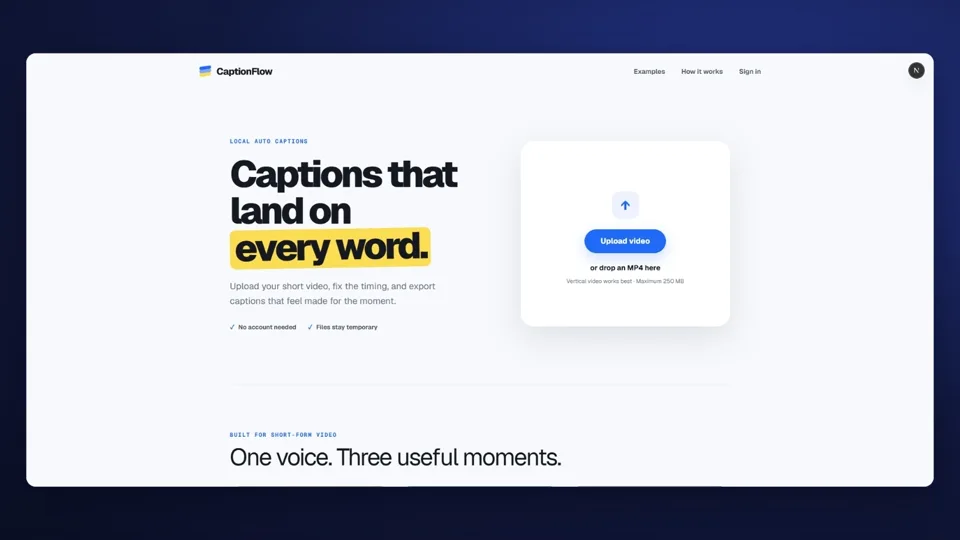 CaptionFlow
Examples
How it works
Sign in
N
LOCAL AUTO CAPTIONS
Captions that
land on
every word.
Upload your short video, fix the timing, and export
captions that feel made for the moment.
✓ No account needed
✓ Files stay temporary
Upload video
or drop an MP4 here
Vertical video works best · Maximum 250 MB
BUILT FOR SHORT-FORM VIDEO
One voice. Three useful moments.